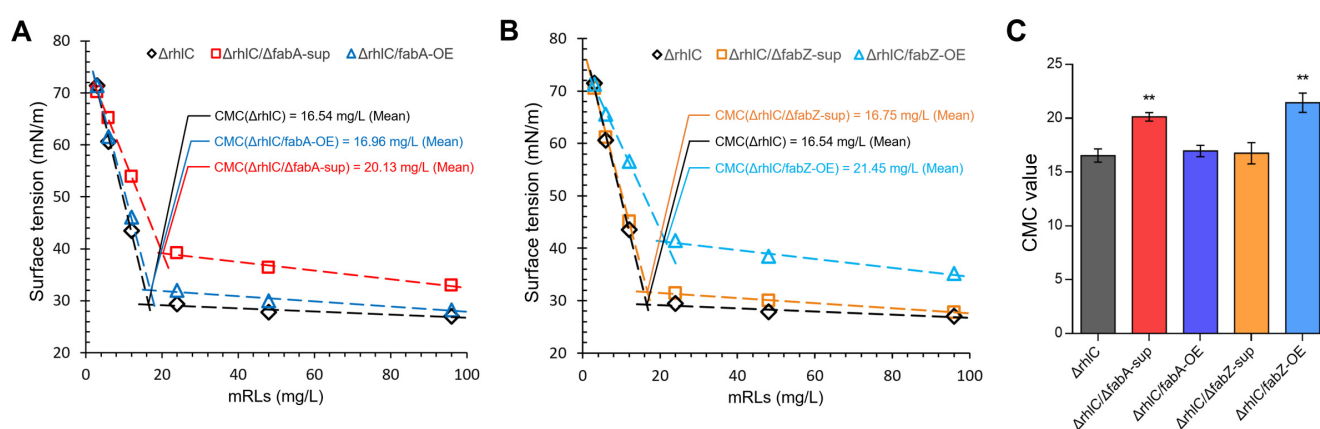 A
80
70
60
50
40
30
20
Surface tension (mN/m)
ΔrhlC
ΔrhlC/ΔfabA-sup
ΔrhlC/fabA-OE
CMC(ΔrhlC) = 16.54 mg/L (Mean)
CMC(ΔrhlC/fabA-OE) = 16.96 mg/L (Mean)
CMC(ΔrhlC/ΔfabA-sup) = 20.13 mg/L (Mean)
0 20 40 60 80 100
mRLs (mg/L)
B
80
70
60
50
40
30
20
Surface tension (mN/m)
ΔrhlC
ΔrhlC/ΔfabZ-sup
ΔrhlC/fabZ-OE
CMC(ΔrhlC/ΔfabZ-sup) = 16.75 mg/L (Mean)
CMC(ΔrhlC) = 16.54 mg/L (Mean)
CMC(ΔrhlC/fabZ-OE) = 21.45 mg/L (Mean)
0 20 40 60 80 100
mRLs (mg/L)
C
25
20
15
10
5
0
CMC value
**
**
ΔrhlC
ΔrhlC/ΔfabA-sup
ΔrhlC/fabA-OE
ΔrhlC/ΔfabZ-sup
ΔrhlC/fabZ-OE